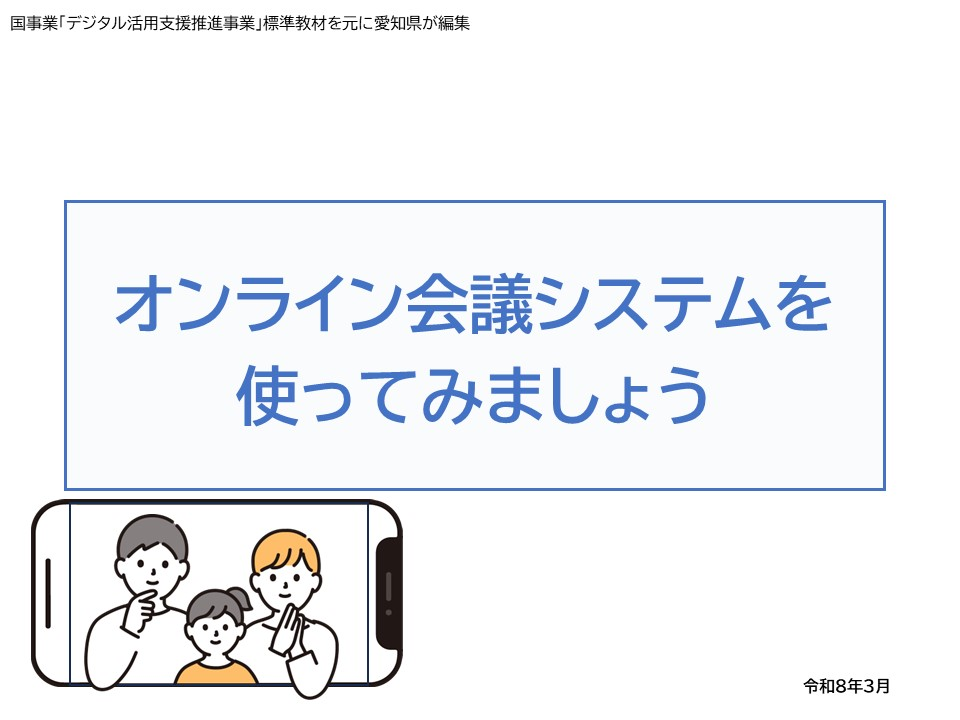 国事業｢デジタル活用支援推進事業｣標準教材を元に愛知県が編集
オンライン会議システムを
使ってみましょう
令和8年3月